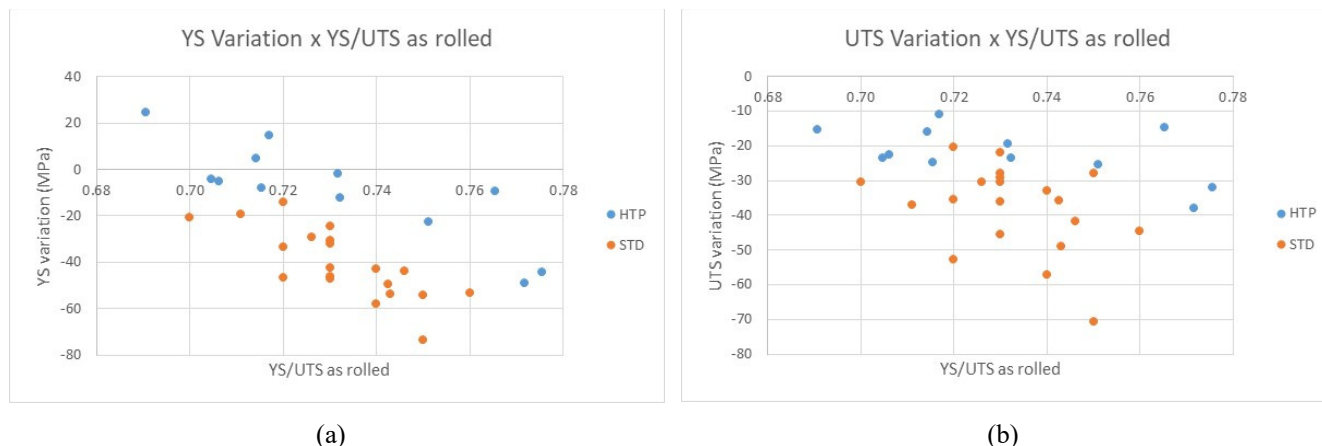 YS Variation x YS/UTS as rolled
40
20
0
0.68 0.70 0.72 0.74 0.76 0.78
-20
-40
-60
-80
YS variation (MPa)
YS/UTS as rolled
HTP
STD
(a)
UTS Variation x YS/UTS as rolled
0
0.68 0.70 0.72 0.74 0.76 0.78
-10
-20
-30
-40
-50
-60
-70
-80
UTS variation (MPa)
YS/UTS as rolled
HTP
STD
(b)